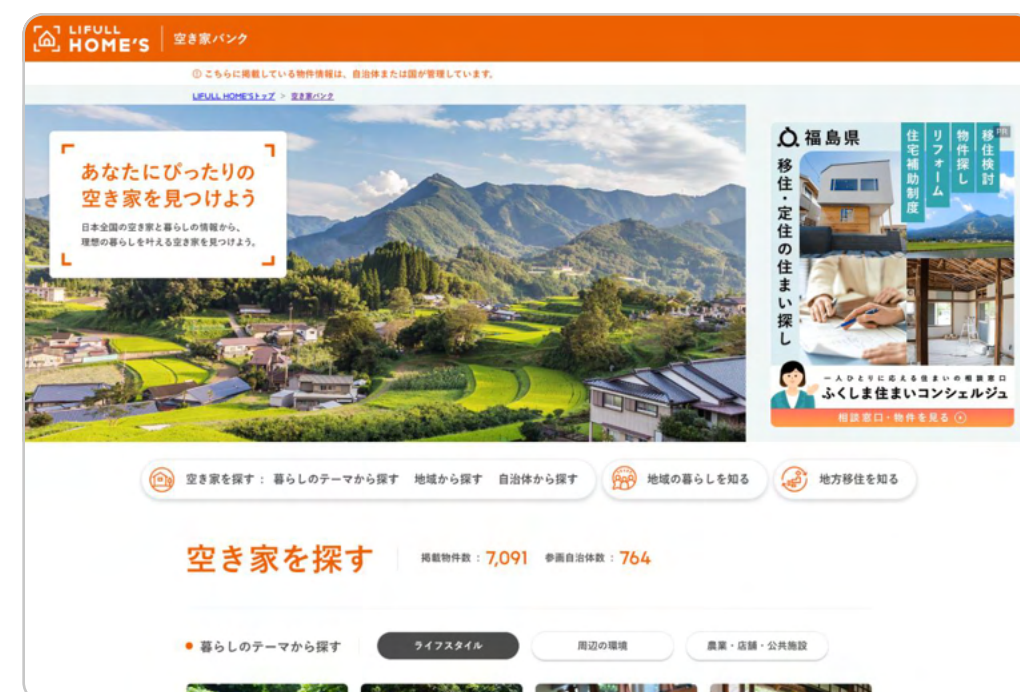 LIFULL
HOME'S
空き家バンク
こちらに掲載している物件情報は、自治体または国が管理しています。
LIFULL HOME'Sトップ > 空き家バンク
あなたにぴったりの
空き家を見つけよう
日本全国の空き家と暮らしの情報から、
理想の暮らしを叶える空き家を見つけよう。
福島県
移住・定住の住まい探し
PR
移住検討
物件探し
リフォーム
住宅補助制度
一人ひとりに応える住まいの相談窓口
ふくしま住まいコンシェルジュ
相談窓口・物件を見る
空き家を探す : 暮らしのテーマから探す 地域から探す 自治体から探す
地域の暮らしを知る
地方移住を知る
空き家を探す
掲載物件数 : 7,091 参画自治体数 : 764
暮らしのテーマから探す
ライフスタイル
周辺の環境
農業・店舗・公共施設